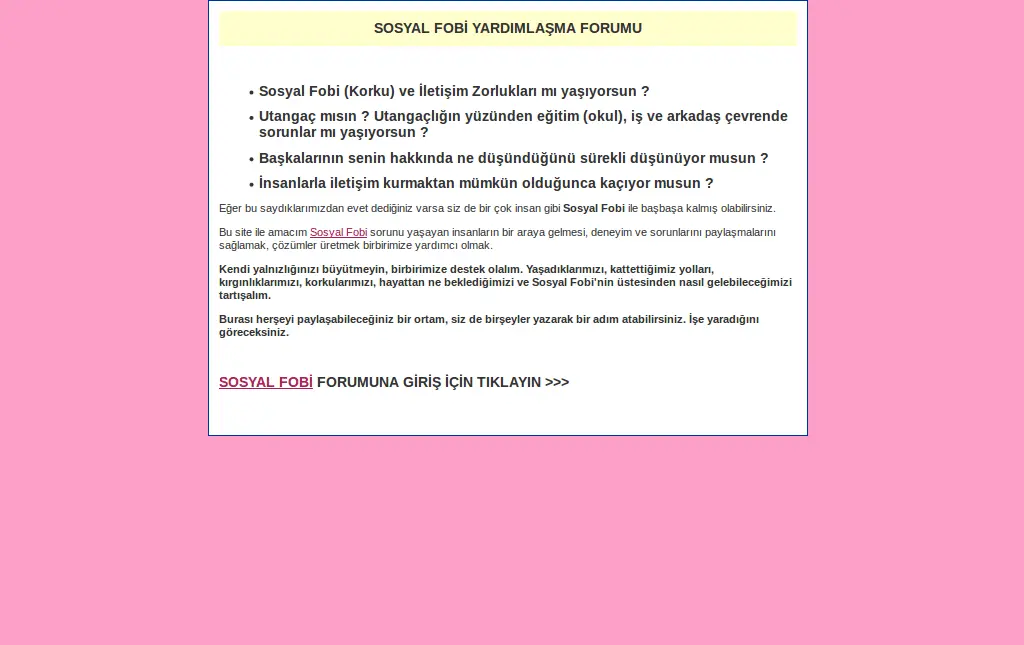 SOSYAL FOBİ YARDIMLAŞMA FORUMU
• Sosyal Fobi (Korku) ve İletişim Zorlukları mı yaşıyorsun ?
• Utangaç mısın ? Utangaçlığın yüzünden eğitim (okul), iş ve arkadaş çevrende
sorunlar mı yaşıyorsun ?
• Başkalarının senin hakkında ne düşündüğünü sürekli düşünüyor musun ?
• İnsanlarla iletişim kurmaktan mümkün olduğunca kaçıyor musun ?
Eğer bu saydıklarımızdan evet dediğiniz varsa siz de bir çok insan gibi Sosyal Fobi ile başbaşa kalmış olabilirsiniz.
Bu site ile amacım Sosyal Fobi sorunu yaşayan insanların bir araya gelmesi, deneyim ve sorunlarını paylaşmalarını
sağlamak, çözümler üretmek birbirimize yardımcı olmak.
Kendi yalnızlığınızı büyütmeyin, birbirimize destek olalım. Yaşadıklarımızı, kattettiğimiz yolları,
kırgınlıklarımızı, korkularımızı, hayattan ne beklediğimizi ve Sosyal Fobi'nin üstesinden nasıl gelebileceğimizi
tartışalım.
Burası herşeyi paylaşabileceğiniz bir ortam, siz de birşeyler yazarak bir adım atabilirsiniz. İşe yaradığını
göreceksiniz.
SOSYAL FOBİ FORUMUNA GİRİŞ İÇİN TIKLAYIN >>>